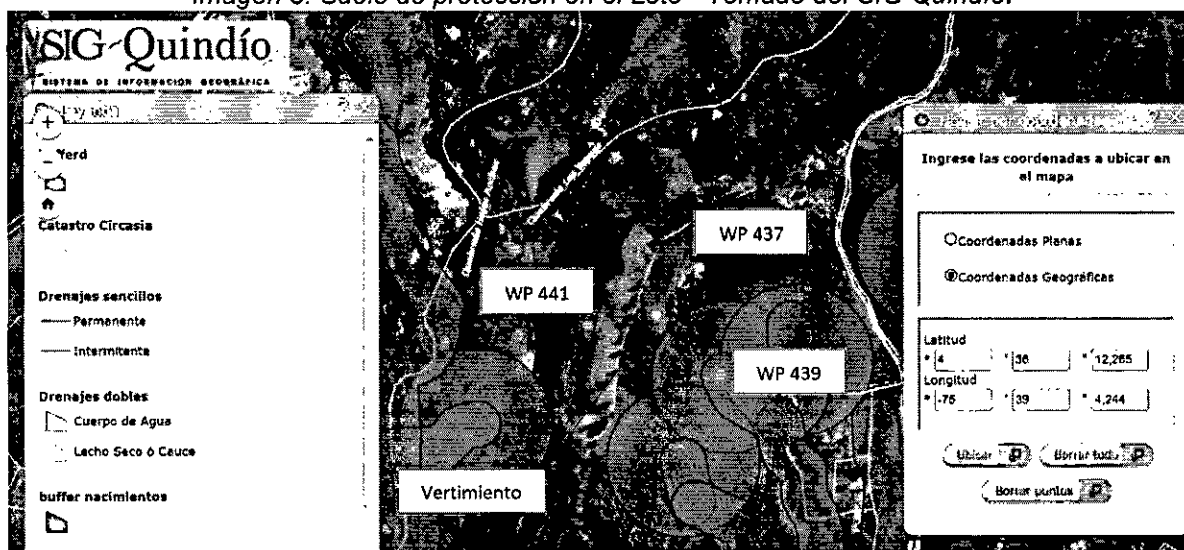 SIG-Quindío
SISTEMA DE INFORMACIÓN GEOGRÁFICA
Catastro Circasia
Drenajes sencillos
Permanente
Intermitente
Drenajes dobles
Cuerpo de Agua
Lecho Seco ó Cauce
buffer nacimientos
WP 437
WP 441
WP 439
Vertimiento
Ingrese las coordenadas a ubicar en
el mapa
Coordenadas Planas
Coordenadas Geográficas
Latitud
° 4 ' 36 " 12,265
Longitud
° -75 ' 39 " 4,244
Ubicar
Borrar todo
Borrar puntos